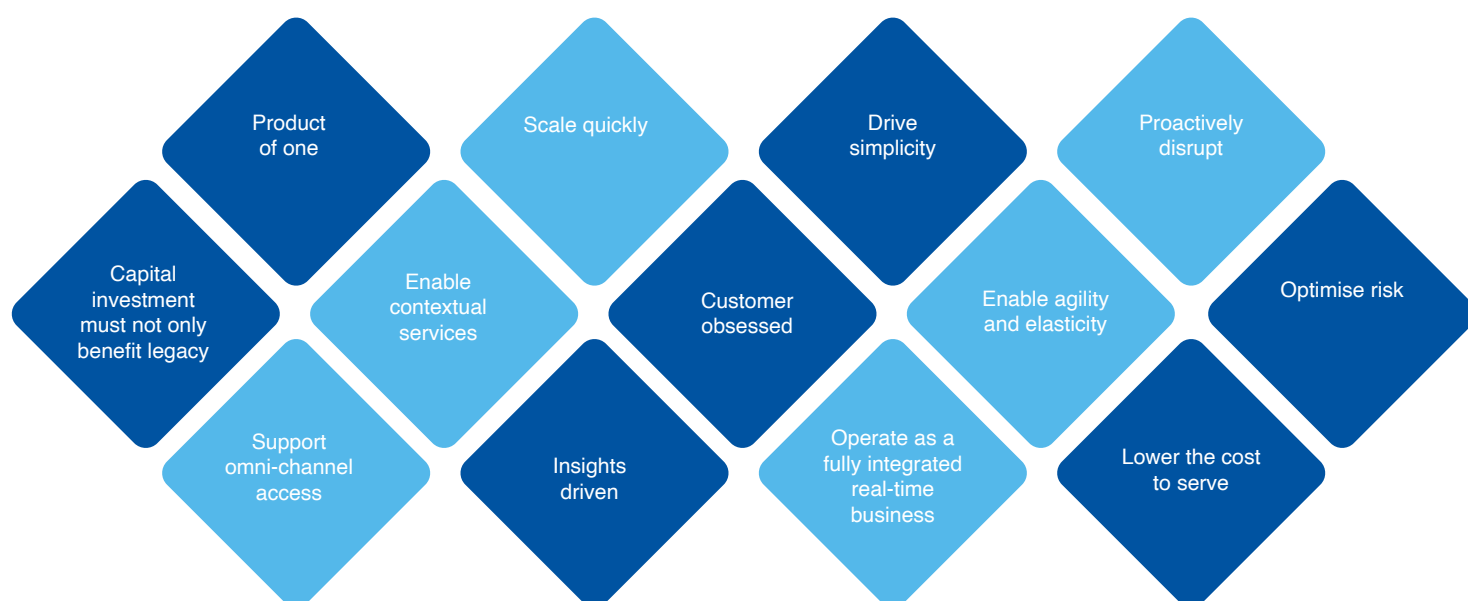 Product
of one
Scale quickly
Drive
simplicity
Proactively
disrupt
Capital
investment
must not only
benefit legacy
Enable
contextual
services
Customer
obsessed
Enable agility
and elasticity
Optimise risk
Support
omni-channel
access
Insights
driven
Operate as a
fully integrated
real-time
business
Lower the cost
to serve